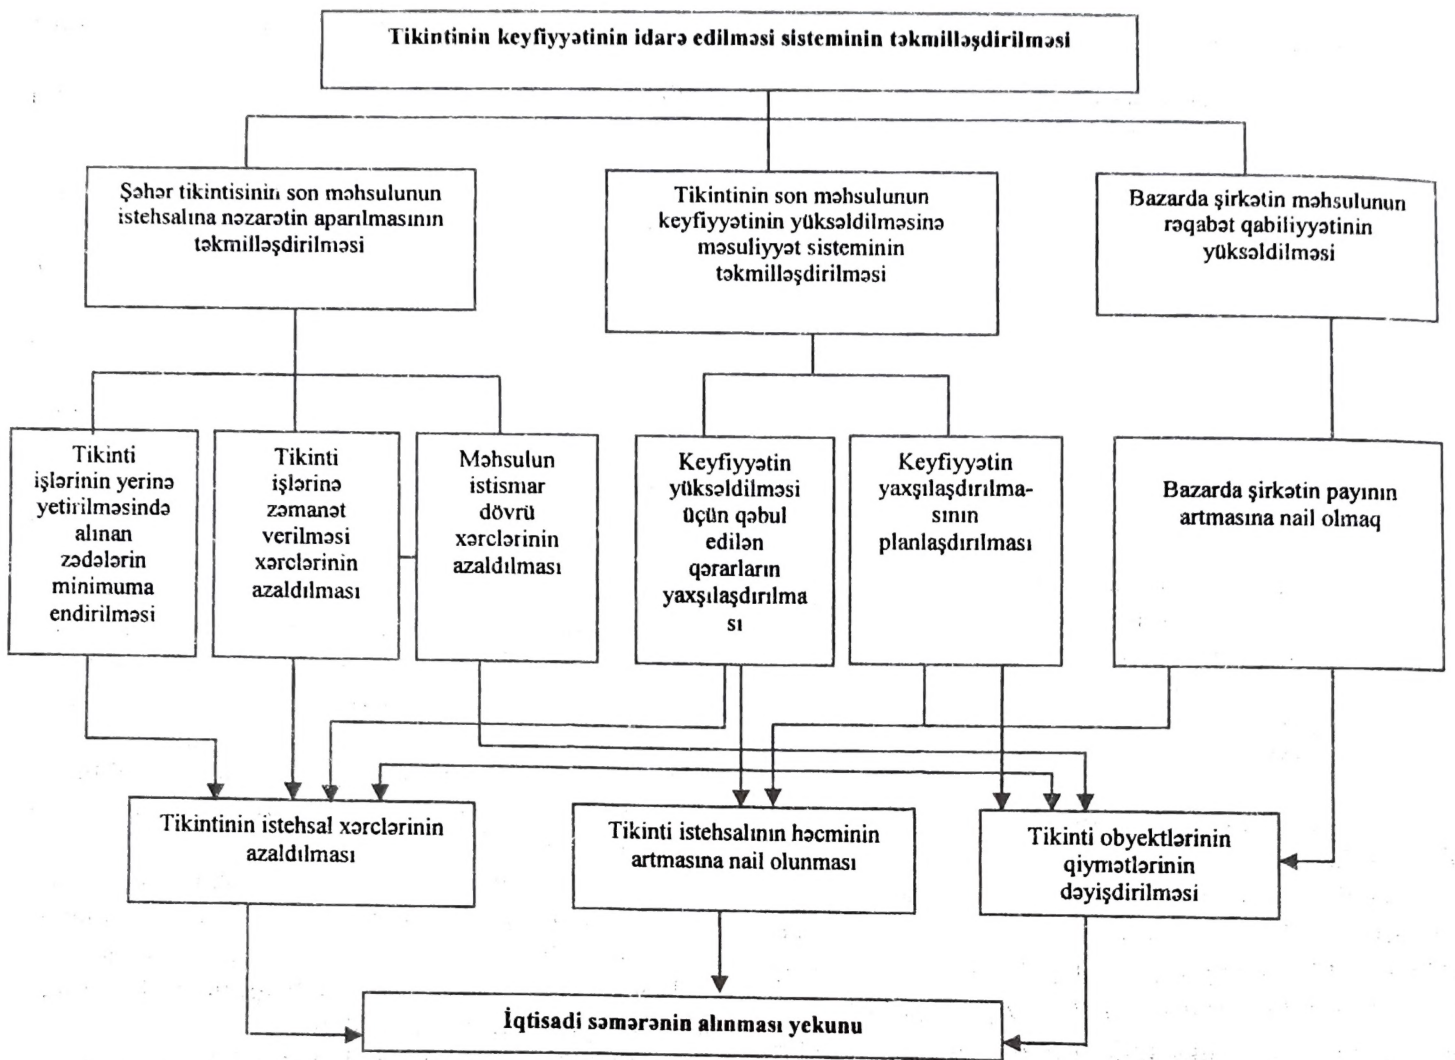 Tikintinin keyfiyyətinin idarə edilməsi sisteminin təkmilləşdirilməsi
Şəhər tikintisinin son məhsulunun
istehsalına nəzarətin aparılmasının
təkmilləşdirilməsi
Tikintinin son məhsulunun
keyfiyyətinin yüksəldilməsinə
məsuliyyət sisteminin
təkmilləşdirilməsi
Bazarda şirkətin məhsulunun
rəqabət qabiliyyətinin
yüksəldilməsi
Tikinti
işlərinin yerinə
yetirilməsində
alınan
zədələrin
minimuma
endirilməsi
Tikinti
işlərinə
zəmanət
verilməsi
xərclərinin
azaldılması
Məhsulun
istismar
dövrü
xərclərinin
azaldılması
Keyfiyyətin
yüksəldilməsi
üçün qəbul
edilən
qərarların
yaxşılaşdırılma
sı
Keyfiyyətin
yaxşılaşdırılma-
sının
planlaşdırılması
Bazarda şirkətin payının
artmasına nail olmaq
Tikintinin istehsal xərclərinin
azaldılması
Tikinti istehsalının həcminin
artmasına nail olunması
Tikinti obyektlərinin
qiymətlərinin
dəyişdirilməsi
İqtisadi səmərənin alınması yekunu